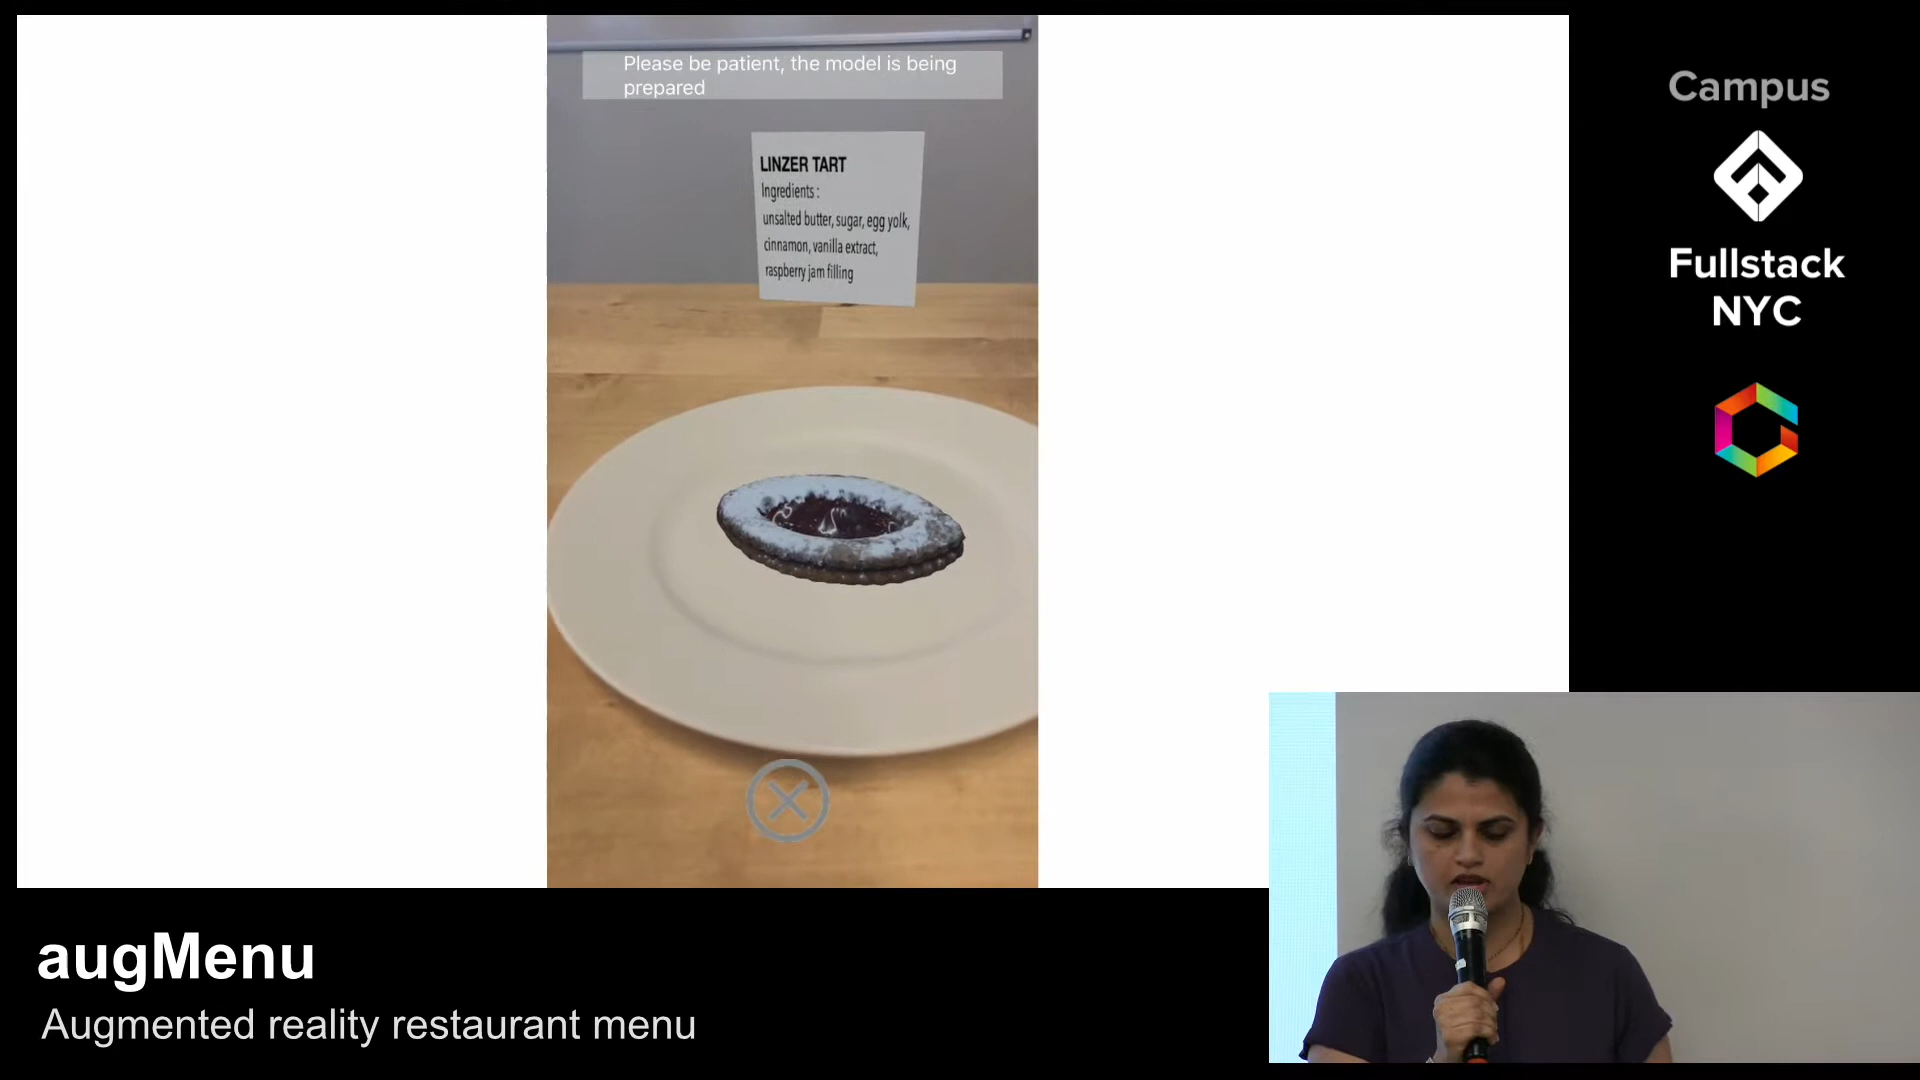 Please be patient, the model is being
prepared
LINZER TART
Ingredients :
unsalted butter, sugar, egg yolk,
cinnamon, vanilla extract,
raspberry jam filling
Campus
Fullstack
NYC
augMenu
Augmented reality restaurant menu